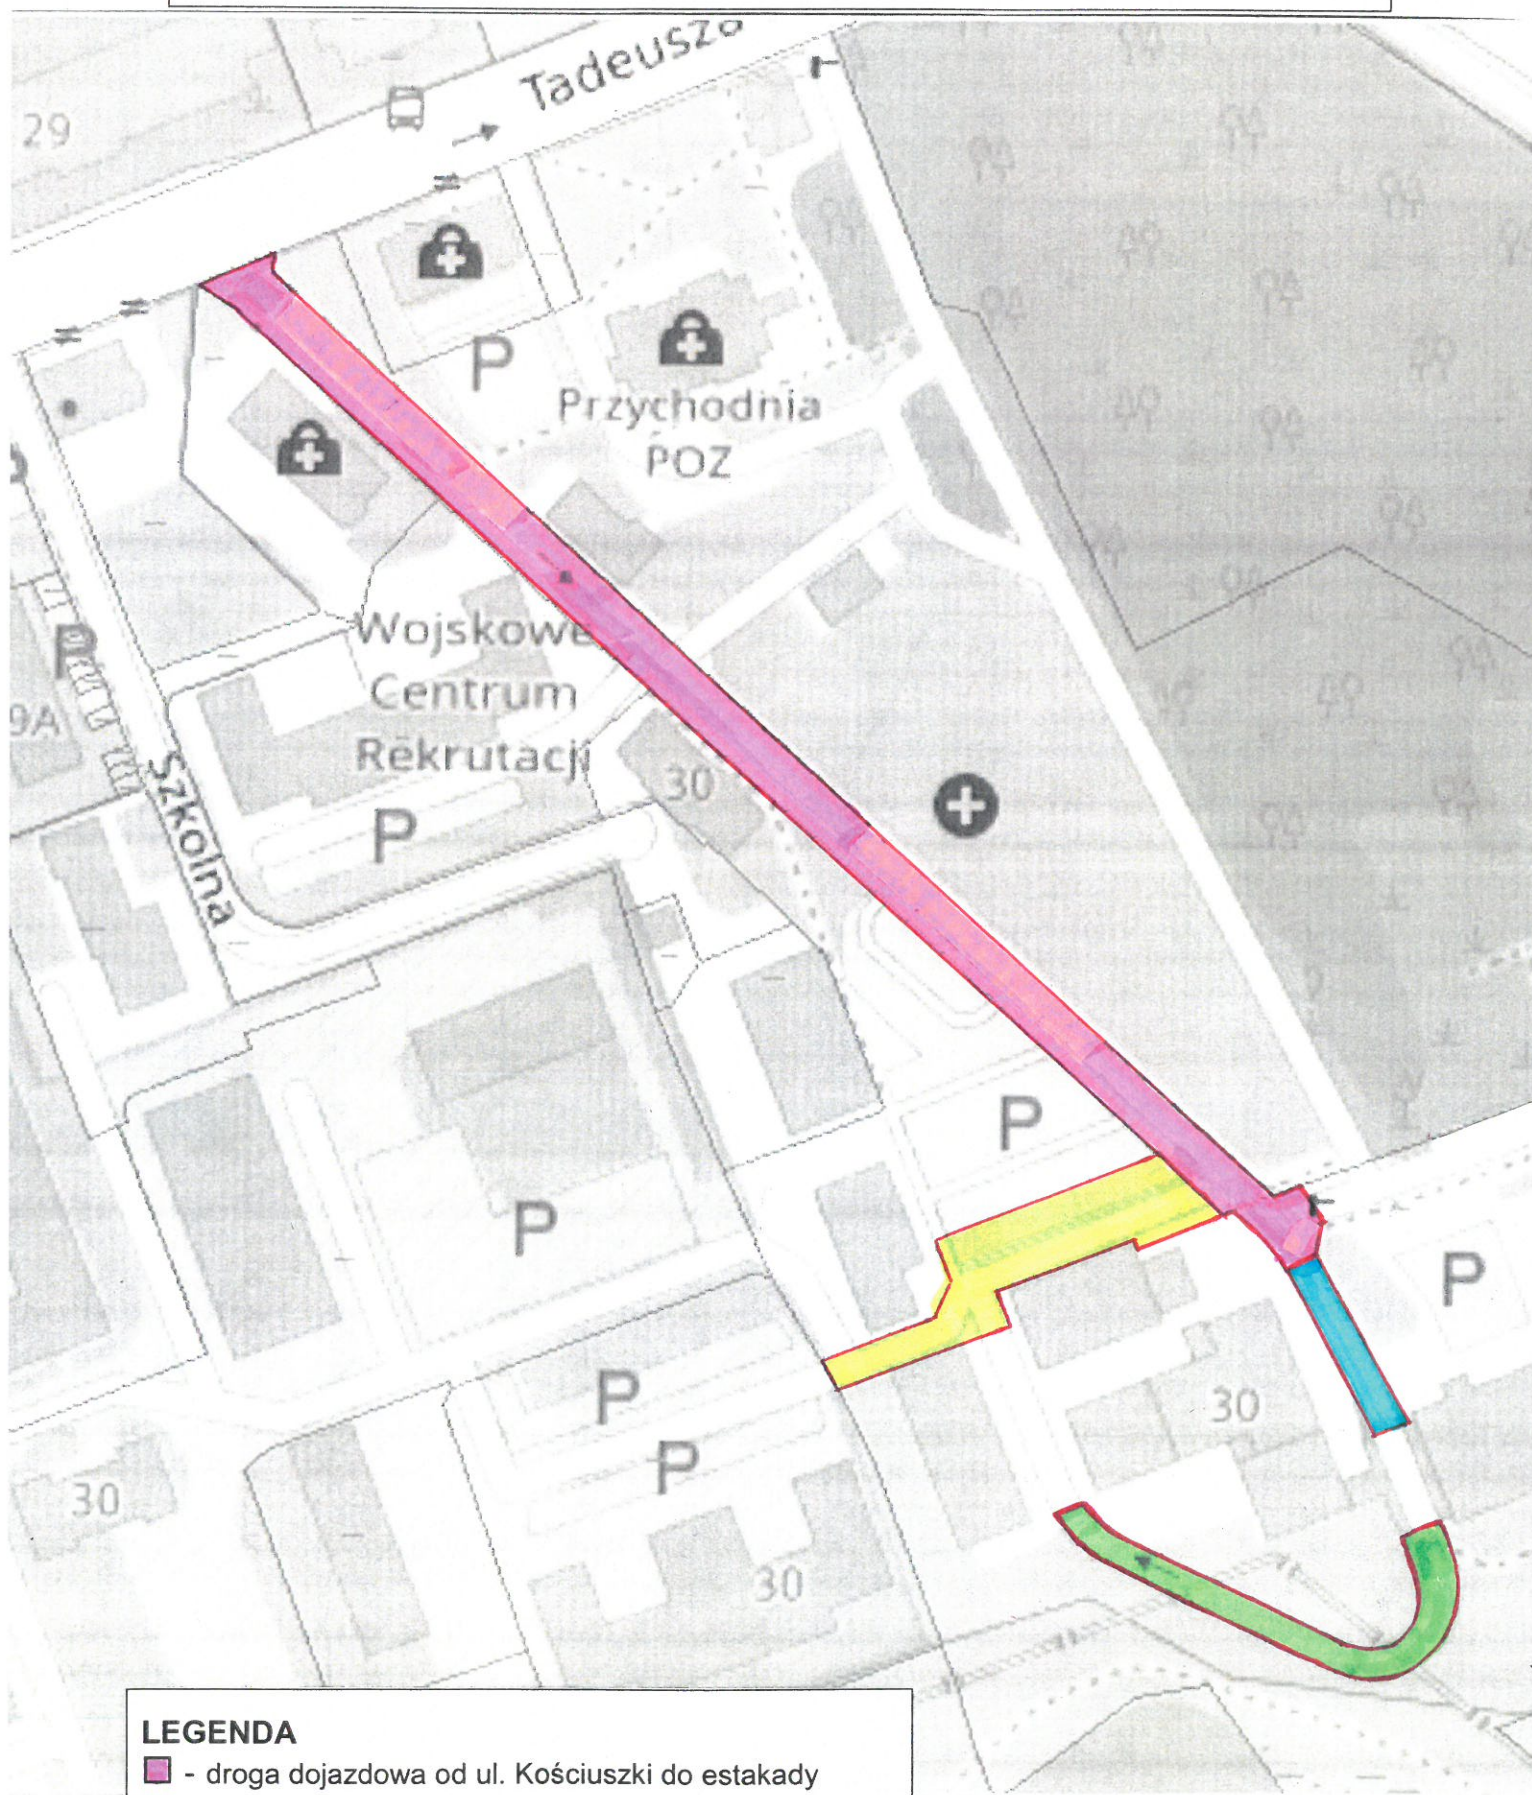 Tadeusza
29
P
Przychodnia
POZ
P
9A
Wojskowe
Centrum
Rekrutacji
30
P
Szkolna
P
P
P
P
30
P
30
30
LEGENDA
- droga dojazdowa od ul. Kościuszki do estakady